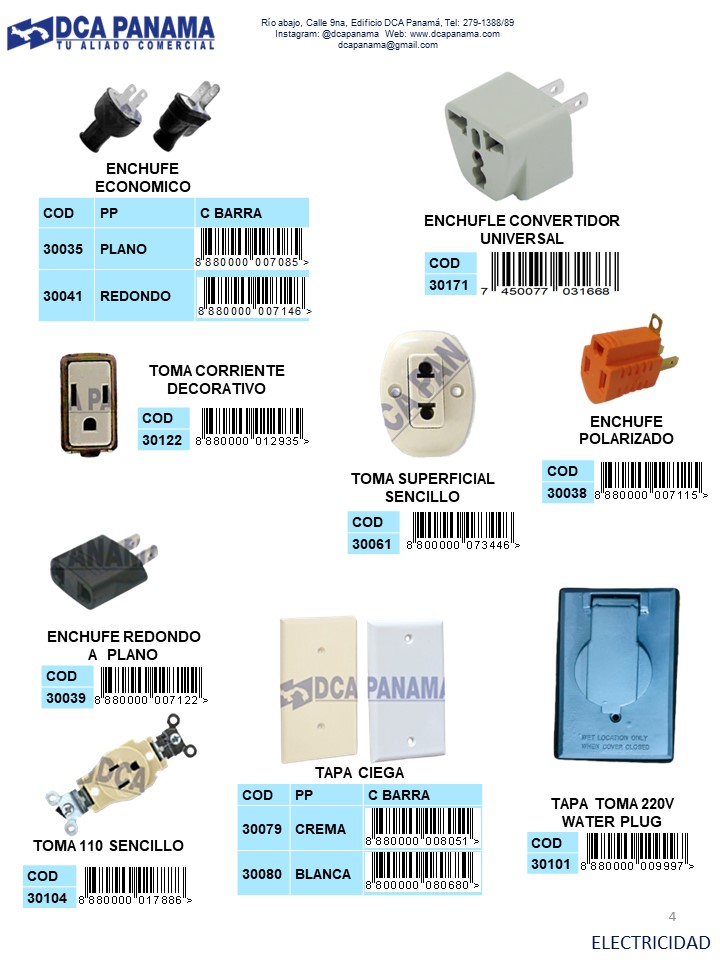 DCA PANAMA
TU ALIADO COMERCIAL
Río abajo, Calle 9na, Edificio DCA Panamá, Tel: 279-1388/89
Instagram: @dcapanama Web: www.dcapanama.com
dcapanama@gmail.com
ENCHUFE
ECONOMICO
COD PP C BARRA
30035 PLANO 8 880000 007085 >
30041 REDONDO 8 880000 007146 >
ENCHUFLE CONVERTIDOR
UNIVERSAL
COD
30171 7 450077 031668
TOMA CORRIENTE
DECORATIVO
COD
30122 8 880000 012935 >
TOMA SUPERFICIAL
SENCILLO
COD
30061 8 800000 073446 >
ENCHUFE
POLARIZADO
COD
30038 8 880000 007115 >
ENCHUFE REDONDO
A PLANO
COD
30039 8 880000 007122 >
DCA PANAMA
TAPA CIEGA
COD PP C BARRA
30079 CREMA 8 880000 008051 >
30080 BLANCA 8 800000 080680 >
TOMA 110 SENCILLO
COD
30104 8 880000 017886 >
WET LOCATION ONLY
WHEN COVER CLOSED
TAPA TOMA 220V
WATER PLUG
COD
30101 8 880000 009997 >
4
ELECTRICIDAD